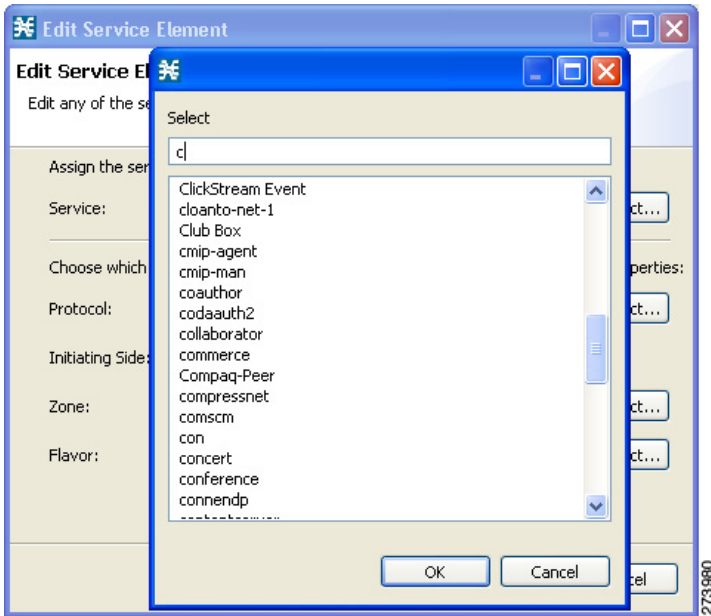 Edit Service Element
Edit Service El
Edit any of the se
Assign the ser
Service:
ct...
Choose which
perties:
Protocol:
ct...
Initiating Side:
Zone:
ct...
Flavor:
ct...
cel
Select
c
ClickStream Event
cloanto-net-1
Club Box
cmip-agent
cmip-man
coauthor
codaauth2
collaborator
commerce
Compaq-Peer
compressnet
comscm
con
concert
conference
connendp
OK
Cancel
273980